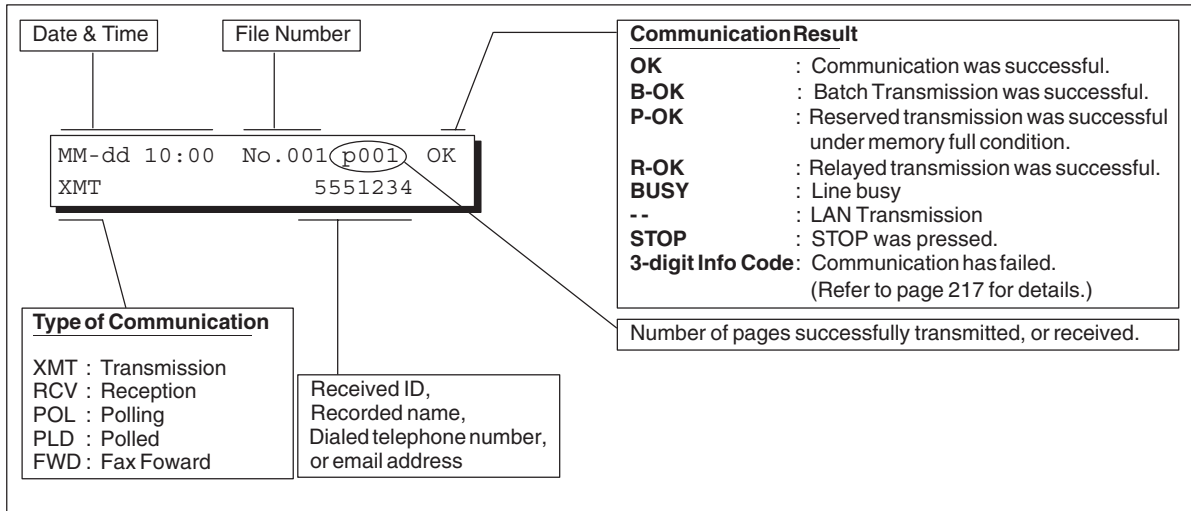 Date & Time
File Number
MM-dd 10:00 No.001 p001 OK
XMT 5551234
Communication Result
OK : Communication was successful.
B-OK : Batch Transmission was successful.
P-OK : Reserved transmission was successful
under memory full condition.
R-OK : Relayed transmission was successful.
BUSY : Line busy
-- : LAN Transmission
STOP : STOP was pressed.
3-digit Info Code : Communication has failed.
(Refer to page 217 for details.)
Number of pages successfully transmitted, or received.
Type of Communication
XMT : Transmission
RCV : Reception
POL : Polling
PLD : Polled
FWD : Fax Foward
Received ID,
Recorded name,
Dialed telephone number,
or email address